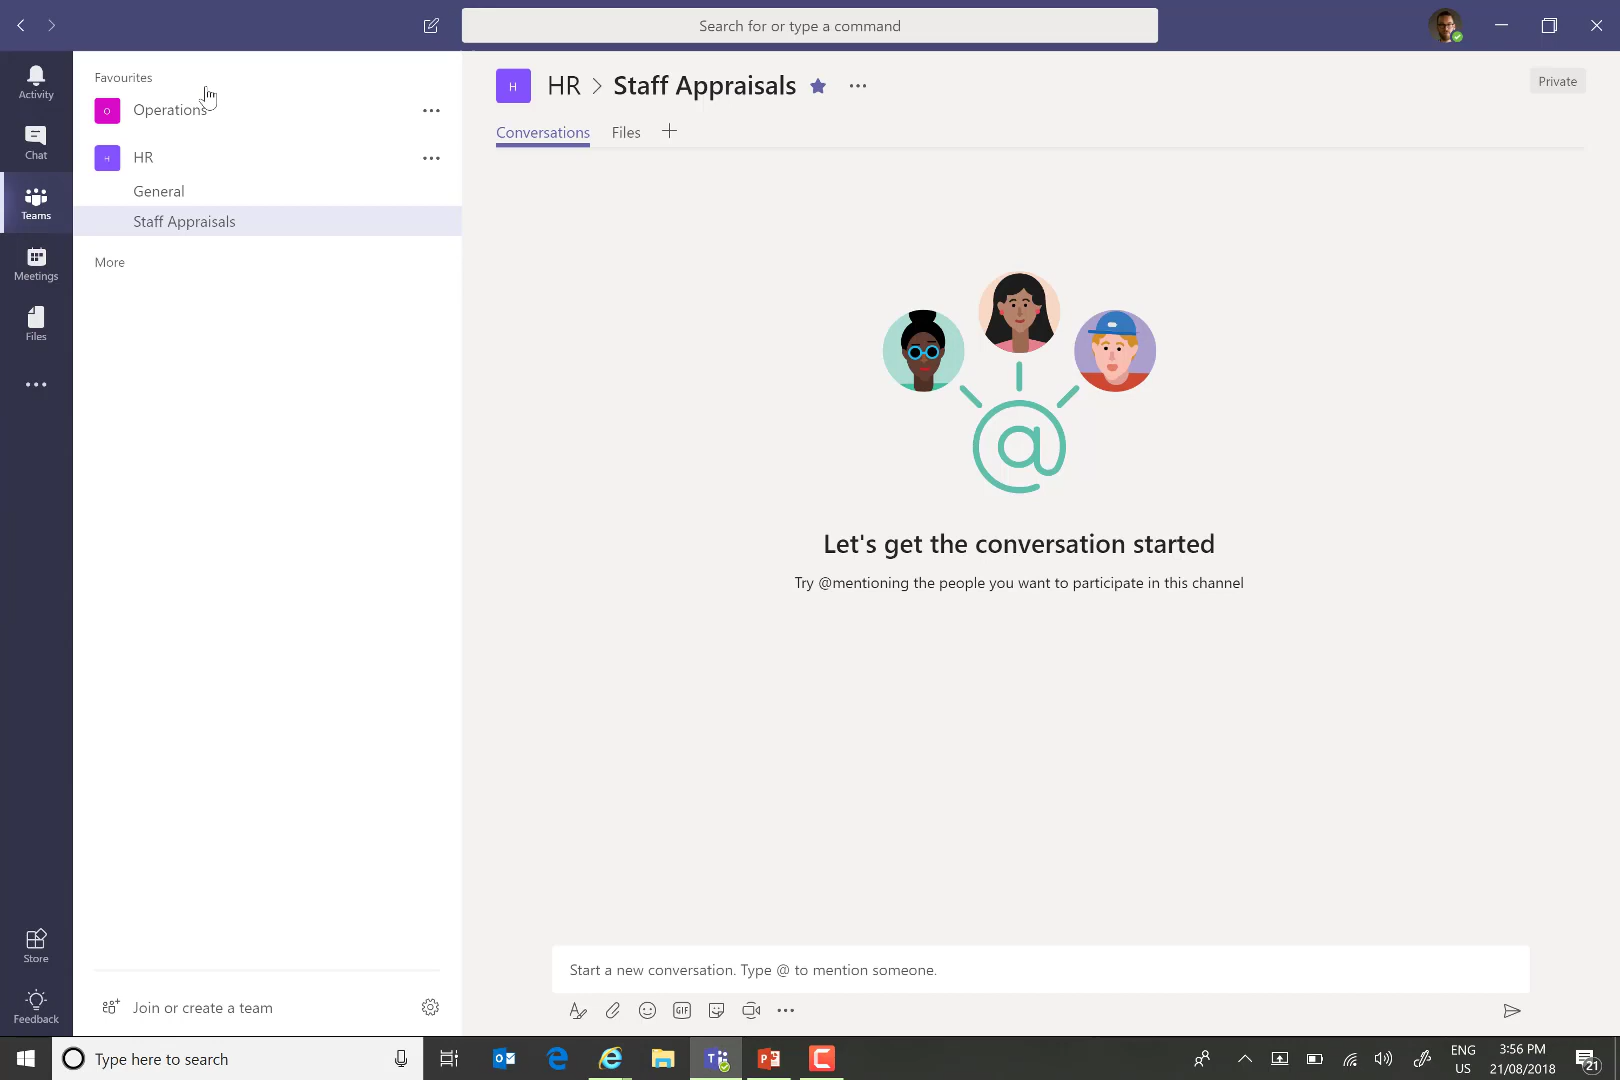 Search for or type a command
Activity
Chat
Teams
Meetings
Files
Store
Feedback
Favourites
O
Operations
H
HR
General
Staff Appraisals
More
Join or create a team
H
HR > Staff Appraisals
Private
Conversations
Files
@
Let's get the conversation started
Try @mentioning the people you want to participate in this channel
Start a new conversation. Type @ to mention someone.
GIF
Type here to search
ENG
US
3:56 PM
21/08/2018
21